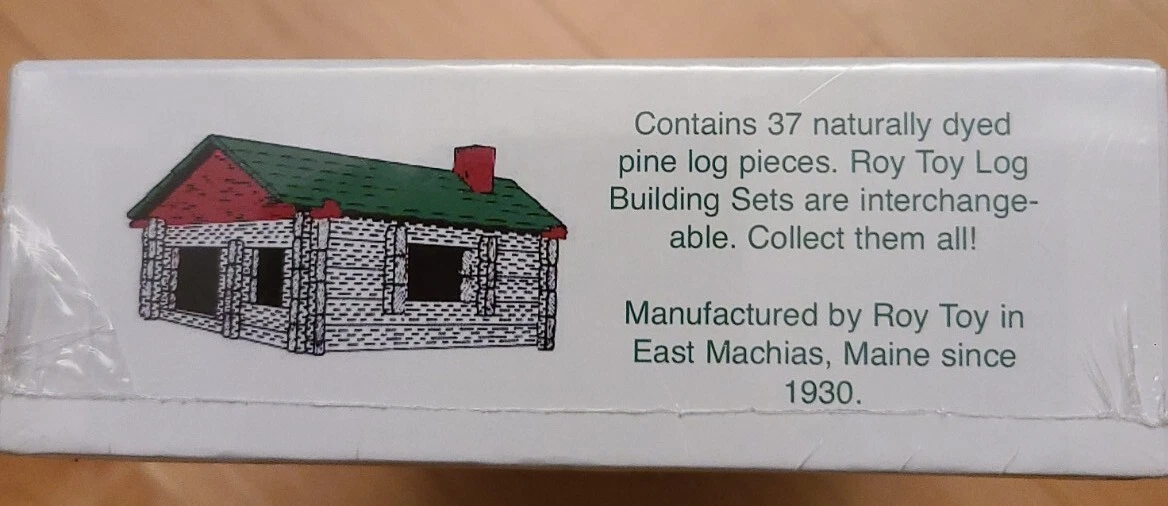 Contains 37 naturally dyed
pine log pieces. Roy Toy Log
Building Sets are interchange-
able. Collect them all!
Manufactured by Roy Toy in
East Machias, Maine since
1930.